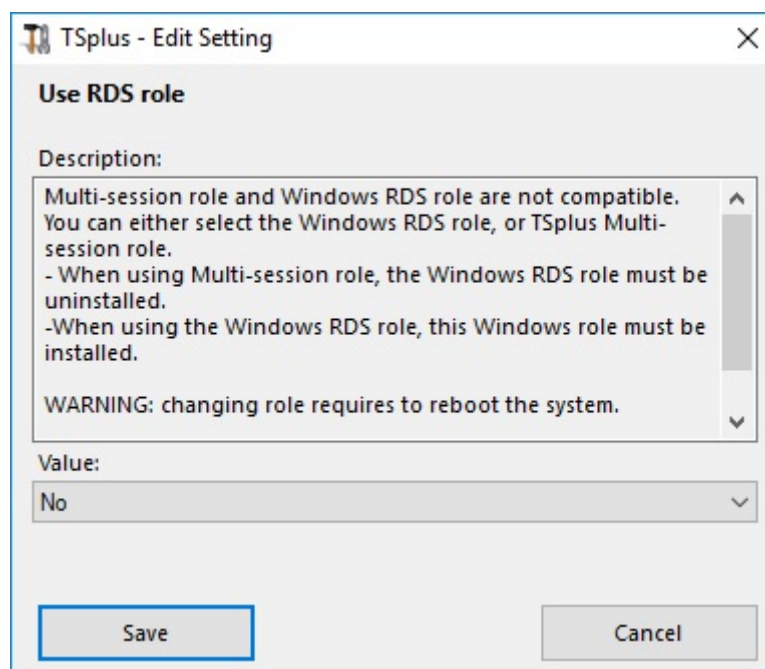 TSplus - Edit Setting
Use RDS role
Description:
Multi-session role and Windows RDS role are not compatible.
You can either select the Windows RDS role, or TSplus Multi-
session role.
- When using Multi-session role, the Windows RDS role must be
uninstalled.
-When using the Windows RDS role, this Windows role must be
installed.
WARNING: changing role requires to reboot the system.
Value:
No
Save
Cancel